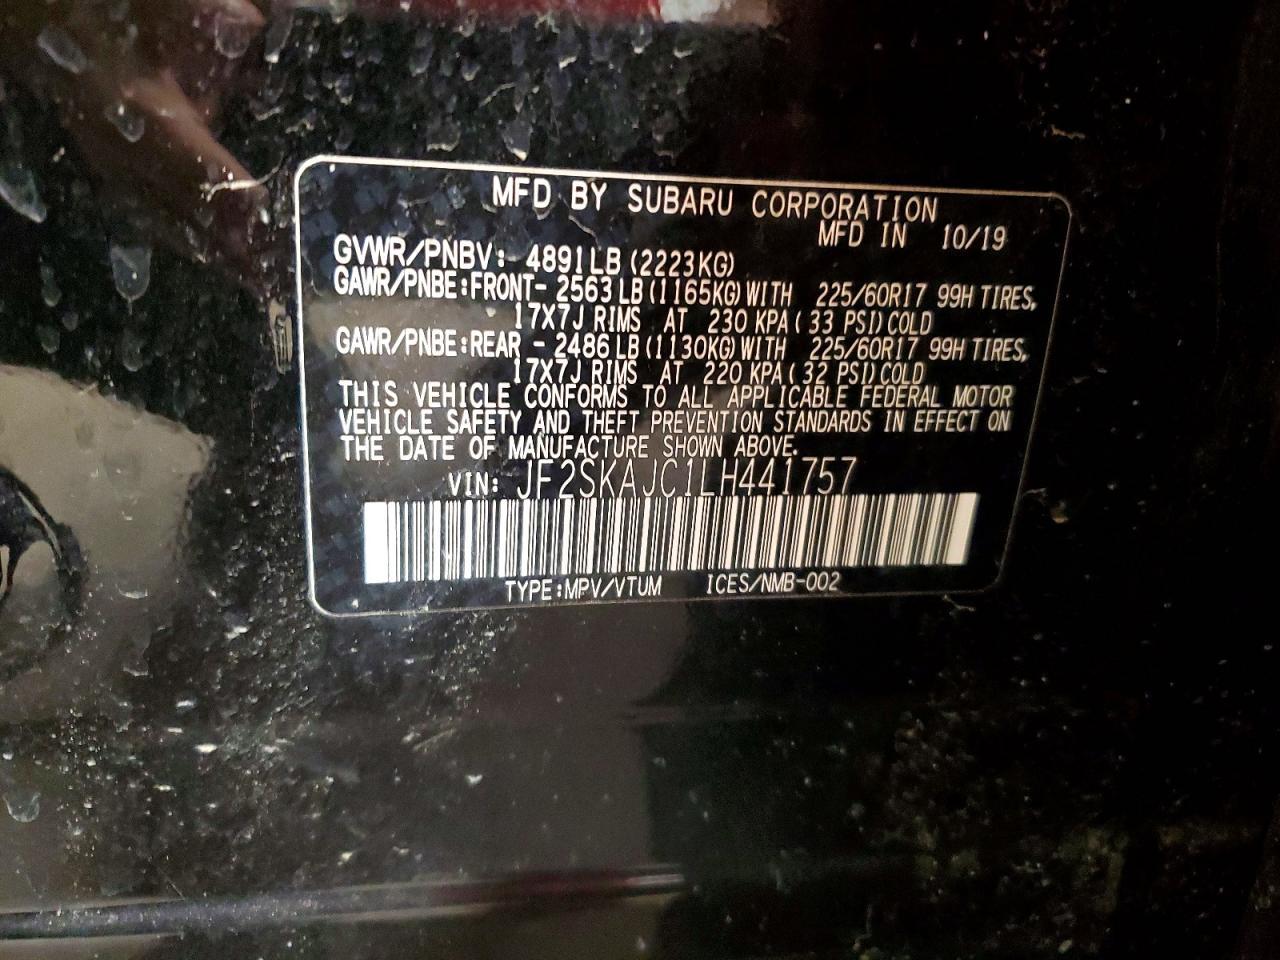 MFD BY SUBARU CORPORATION
MFD IN 10/19
GVWR/PNBV: 4891LB (2223KG)
GAWR/PNBE:FRONT- 2563LB(1165KG)WITH 225/60R17 99H TIRES,
17X7J RIMS AT 230 KPA( 33 PSI)COLD
GAWR/PNBE:REAR - 2486LB(1130KG)WITH 225/60R17 99H TIRES,
17X7J RIMS AT 220 KPA( 32 PSI)COLD
THIS VEHICLE CONFORMS TO ALL APPLICABLE FEDERAL MOTOR
VEHICLE SAFETY AND THEFT PREVENTION STANDARDS IN EFFECT ON
THE DATE OF MANUFACTURE SHOWN ABOVE.
VIN: JF2SKAJC1LH441757
TYPE:MPV/VTUM ICES/NMB-002